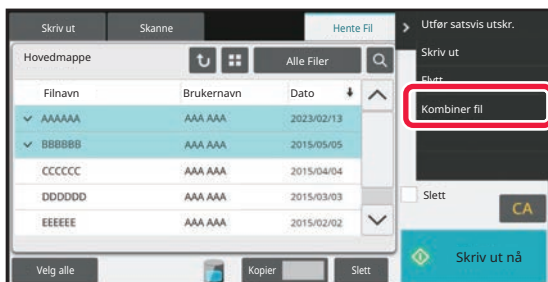 Skriv ut
Skanne
Hente Fil
Hovedmappe
Alle Filer
Filnavn Brukernavn Dato
AAAAAA AAA AAA 2023/02/13
BBBBBB AAA AAA 2015/05/05
CCCCCC AAA AAA 2015/04/04
DDDDDD AAA AAA 2015/03/03
EEEEEE AAA AAA 2015/02/02
Velg alle
Kopier
Slett
Utfør satsvis utskr.
Skriv ut
Flytt
Kombiner fil
Slett
CA
Skriv ut nå